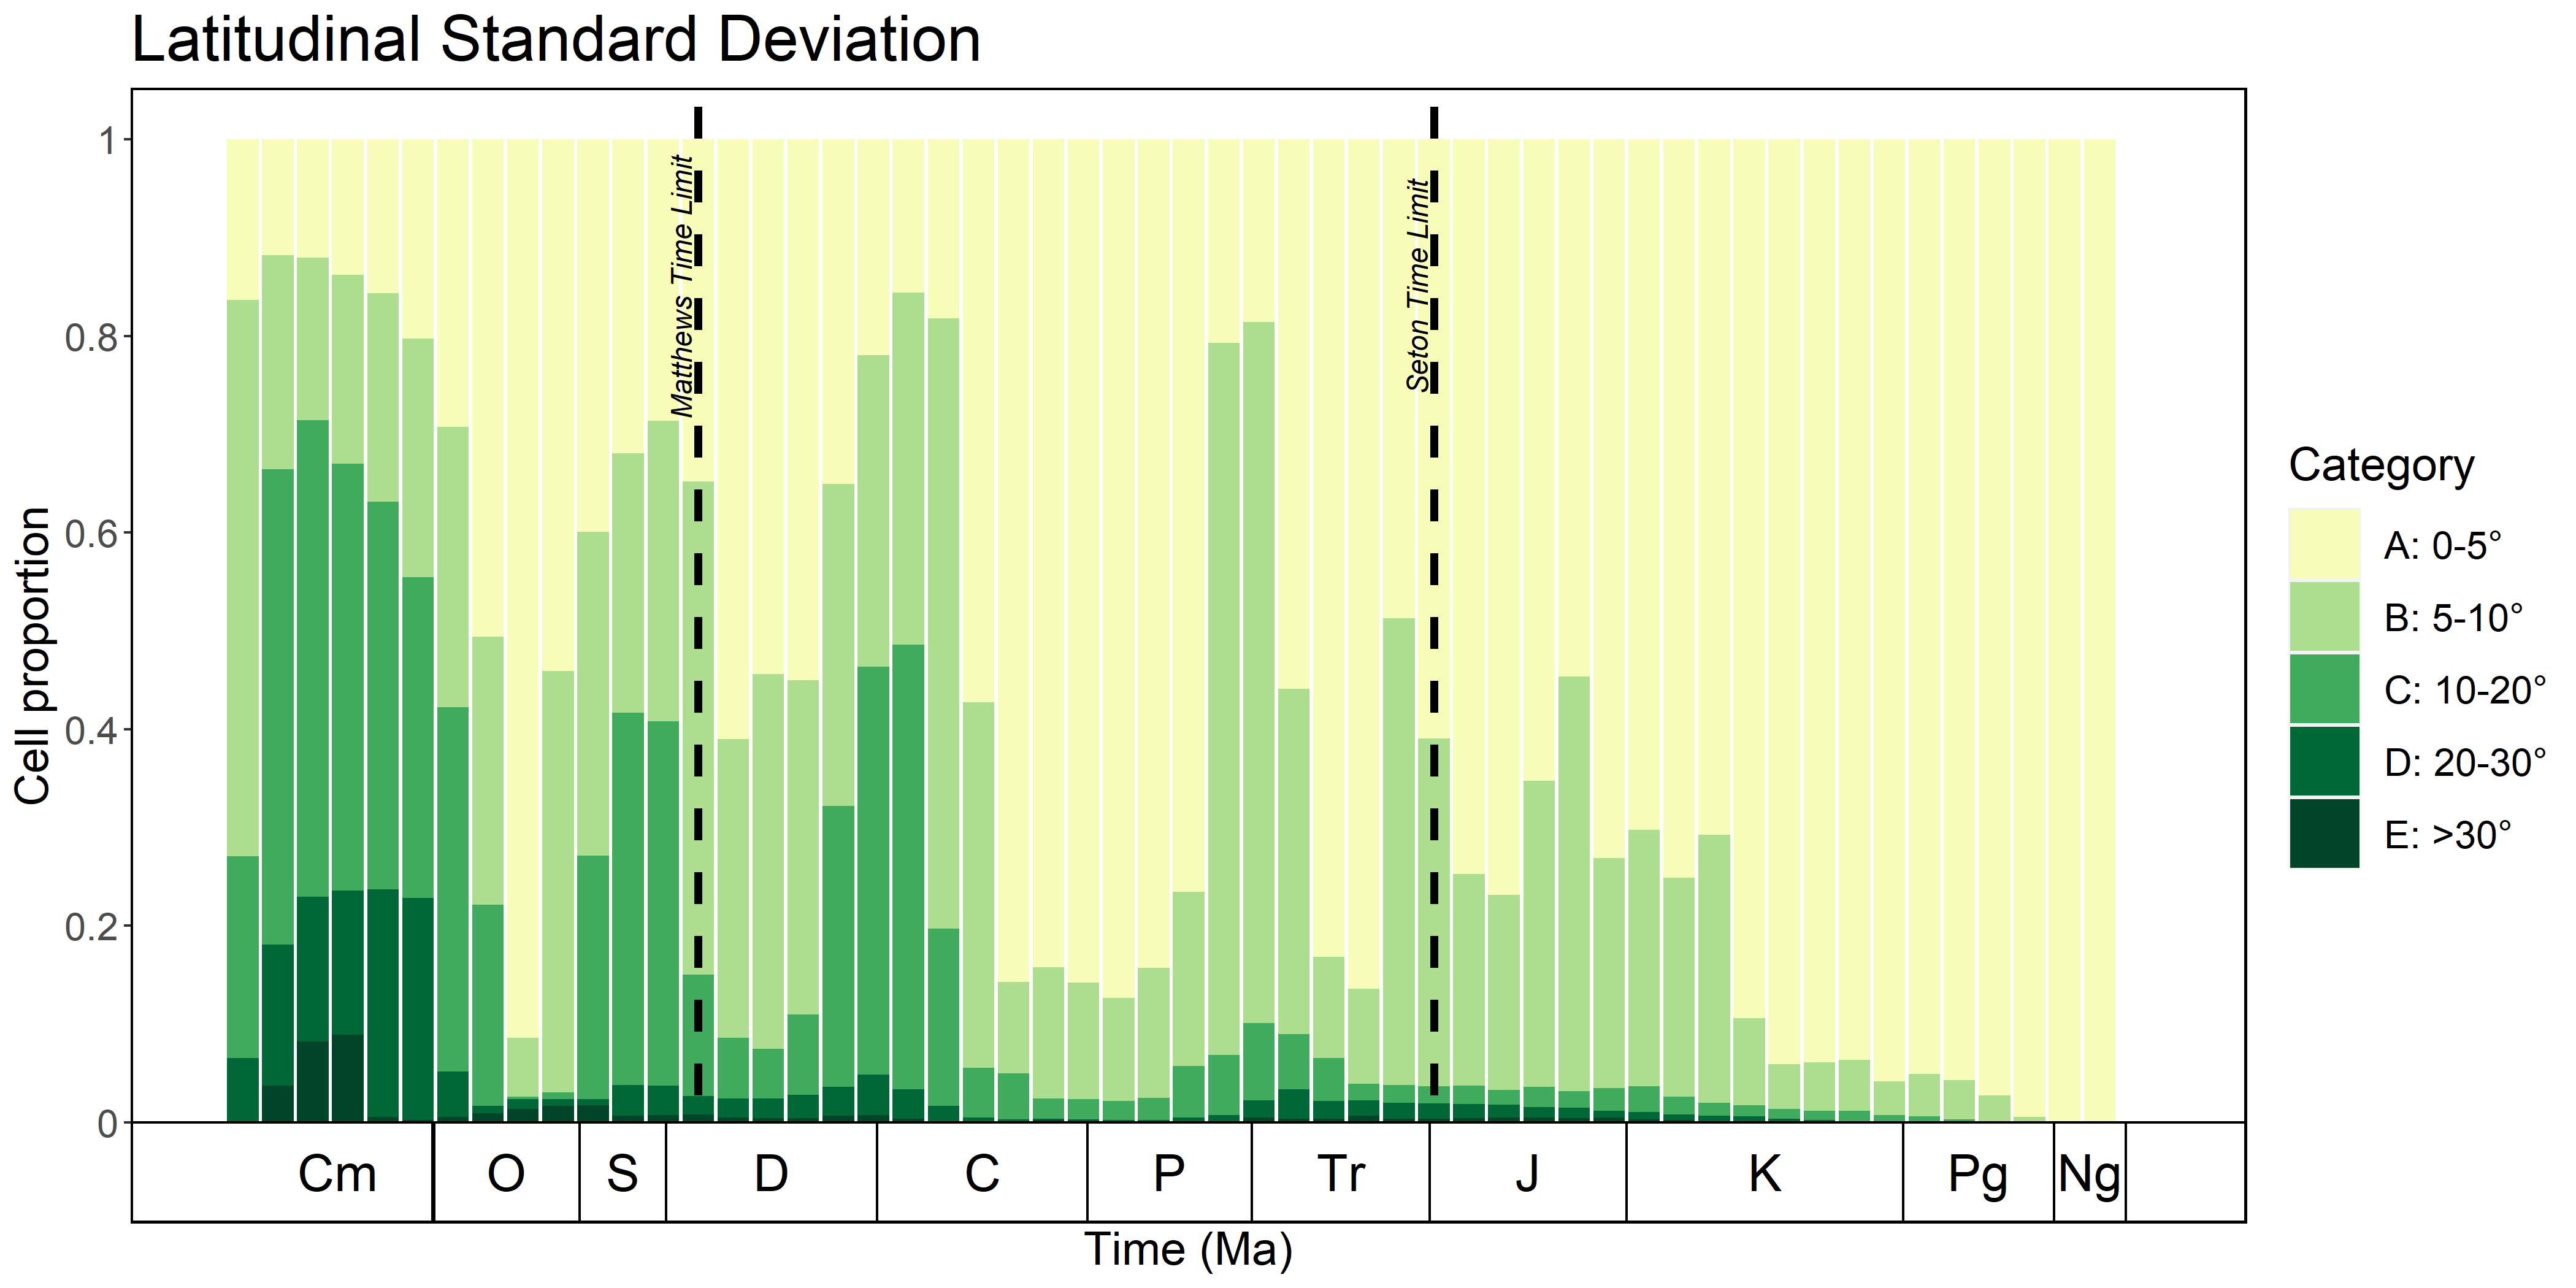 Latitudinal Standard Deviation
Cell proportion
1
0.8
0.6
0.4
0.2
0
Matthews Time Limit
Seton Time Limit
Cm O S D C P Tr J K Pg Ng
Time (Ma)
Category
A: 0-5°
B: 5-10°
C: 10-20°
D: 20-30°
E: >30°